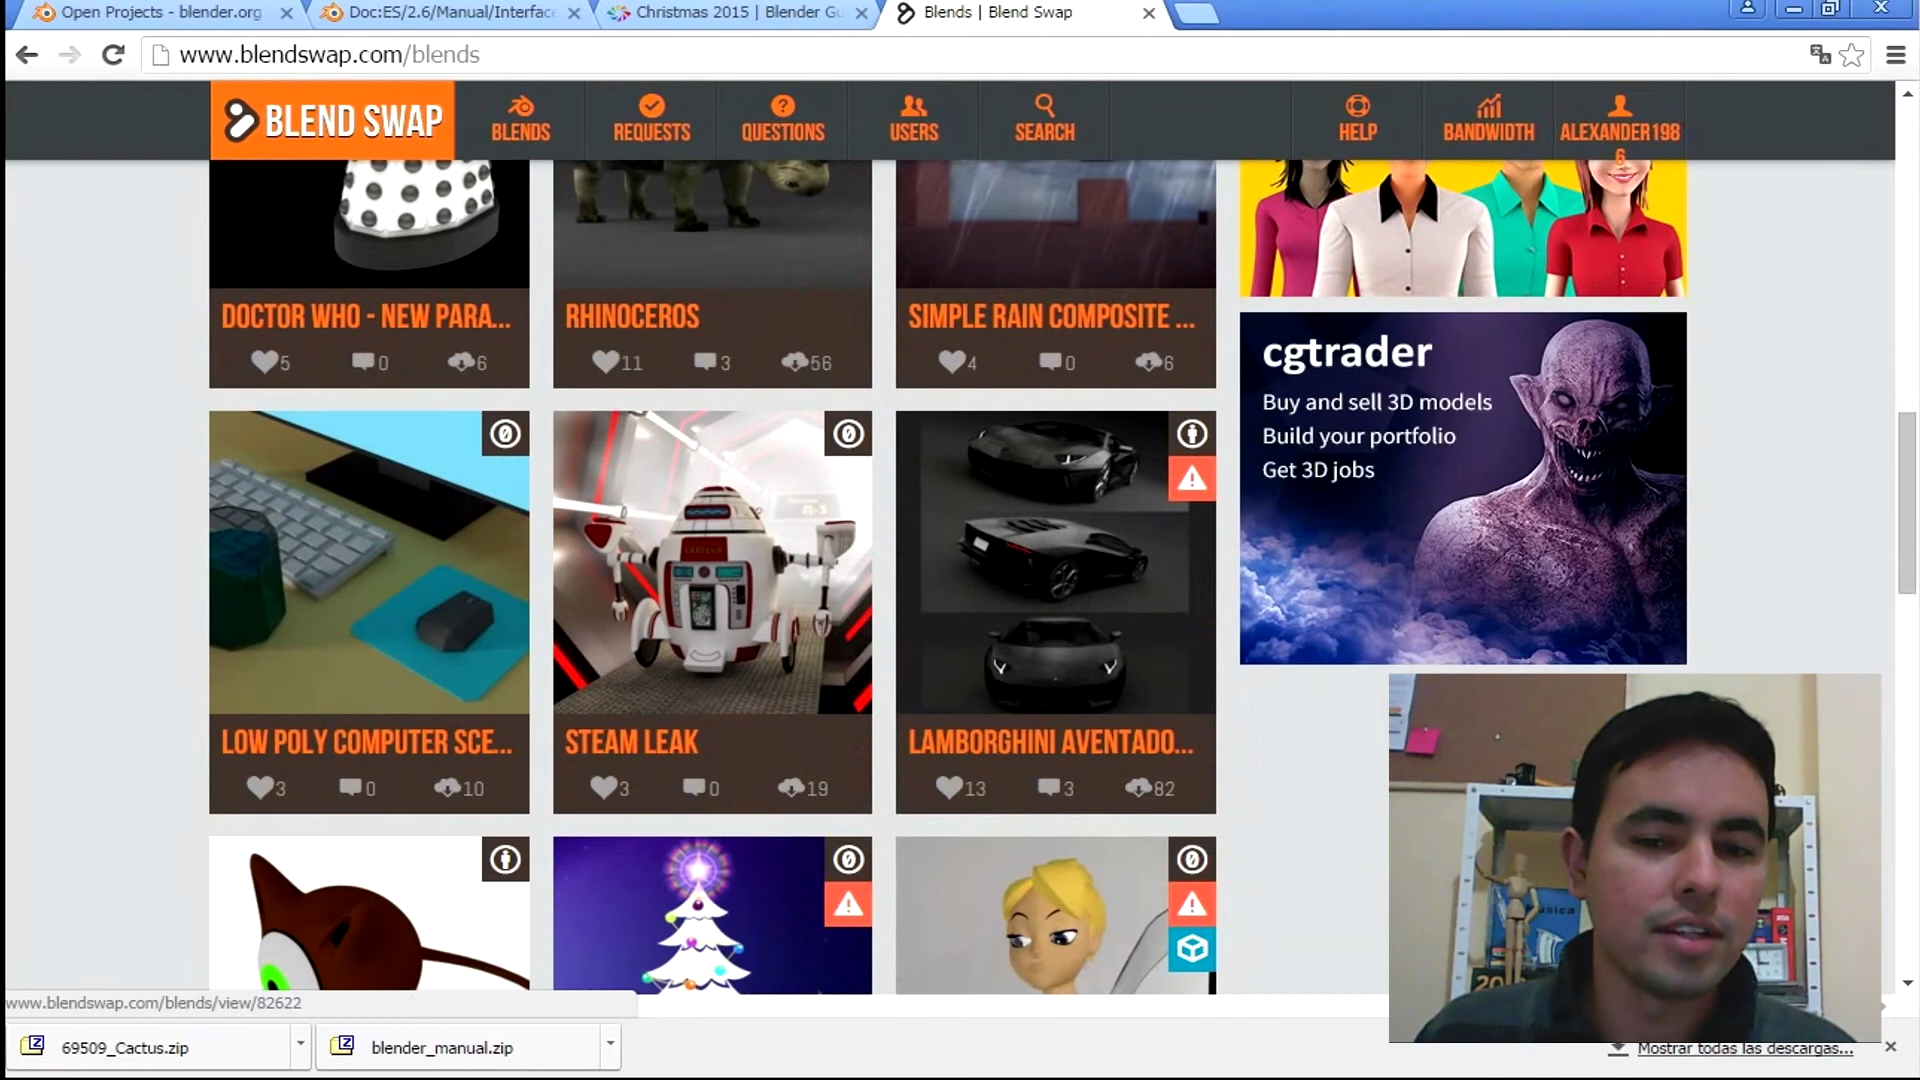 Open Projects - blender.org
Doc:ES/2.6/Manual/Interface
Christmas 2015 | Blender Gu
Blends | Blend Swap
www.blendswap.com/blends
BLEND SWAP
BLENDS
REQUESTS
QUESTIONS
USERS
SEARCH
HELP
BANDWIDTH
ALEXANDER198
6
DOCTOR WHO - NEW PARA...
5
0
6
RHINOCEROS
11
3
56
SIMPLE RAIN COMPOSITE ...
4
0
6
cgtrader
Buy and sell 3D models
Build your portfolio
Get 3D jobs
LOW POLY COMPUTER SCE...
3
0
10
STEAM LEAK
3
0
19
LAMBORGHINI AVENTADO...
13
3
82
www.blendswap.com/blends/view/82622
69509_Cactus.zip
blender_manual.zip
Mostrar todas las descargas...